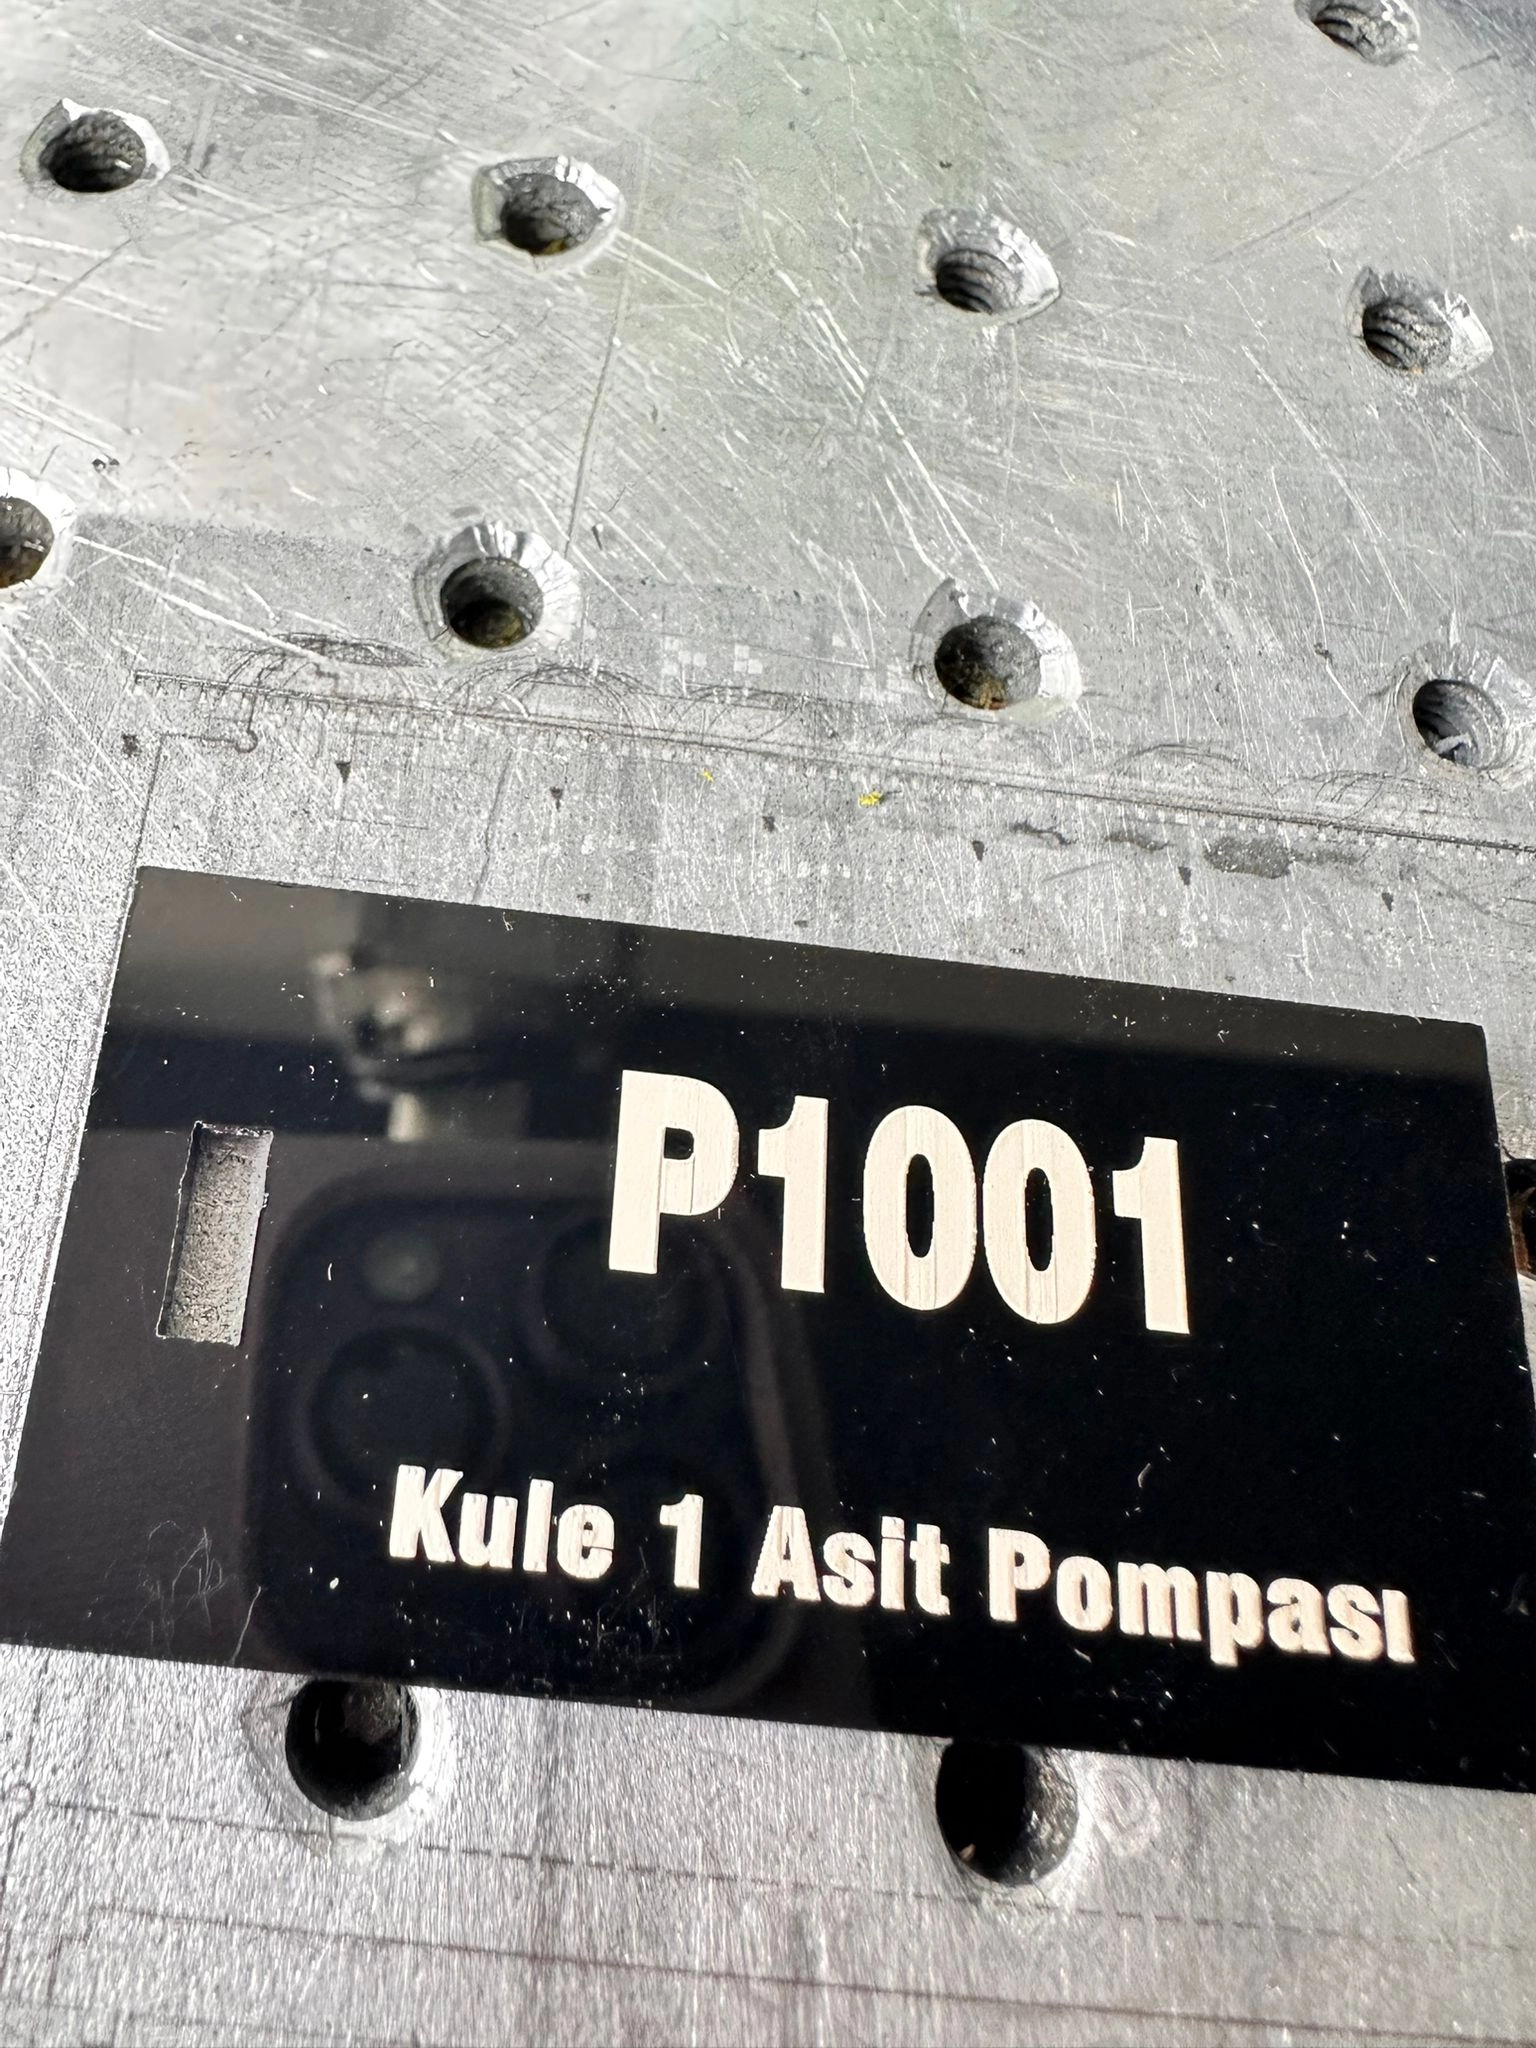 P1001
Kule 1 Asit Pompası